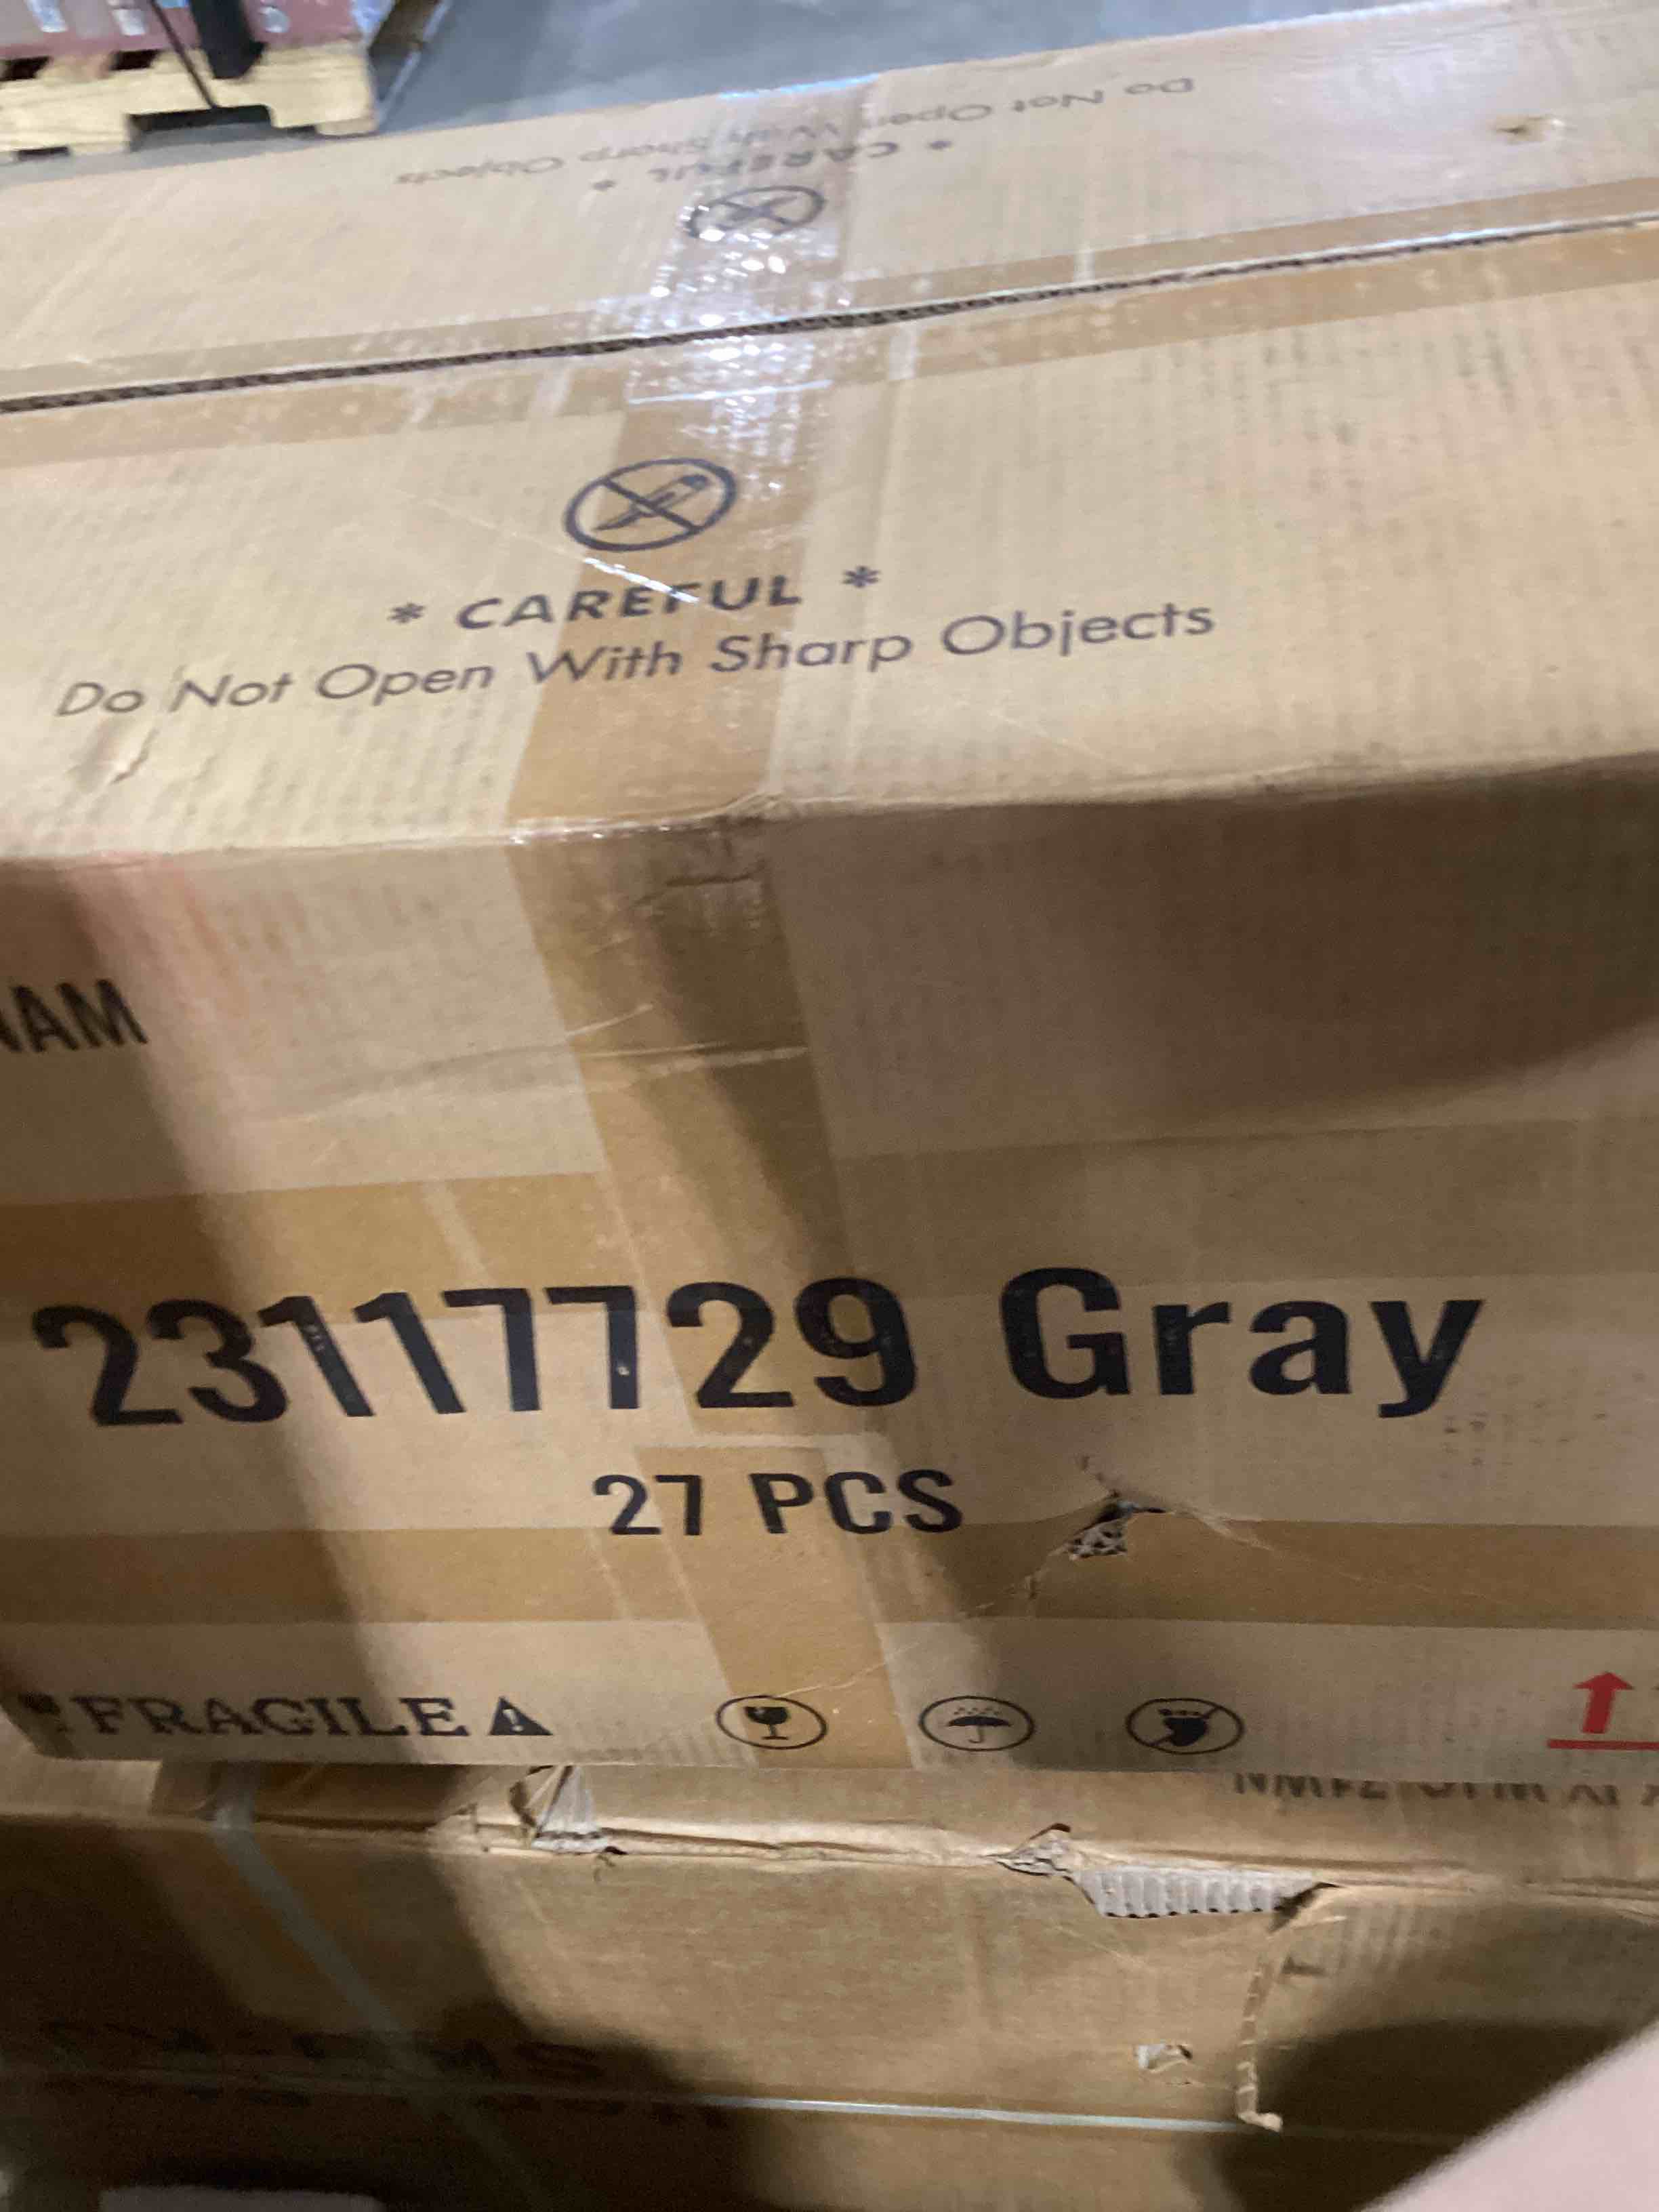 Do Not Open With Sharp Objects
* CAREFUL *
* CAREFUL *
Do Not Open With Sharp Objects
23117729 Gray
27 PCS
FRAGILE